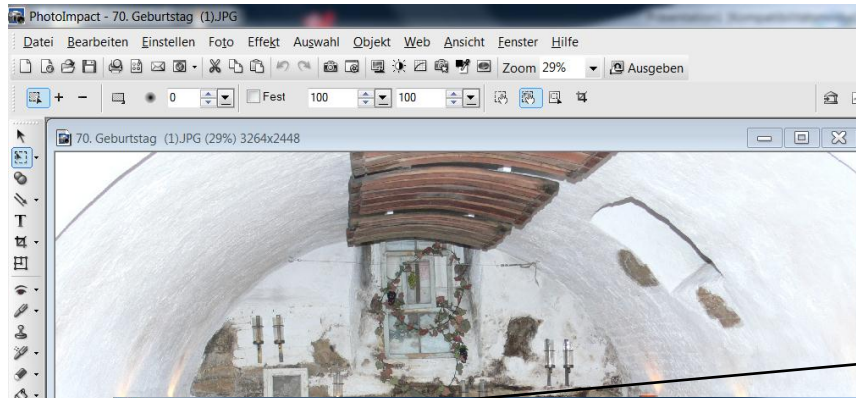 PhotoImpact - 70. Geburtstag (1).JPG
Datei Bearbeiten Einstellen Foto Effekt Auswahl Objekt Web Ansicht Fenster Hilfe
Zoom 29% Ausgeben
+ - 0 Fest 100 100
70. Geburtstag (1).JPG (29%) 3264x2448
T